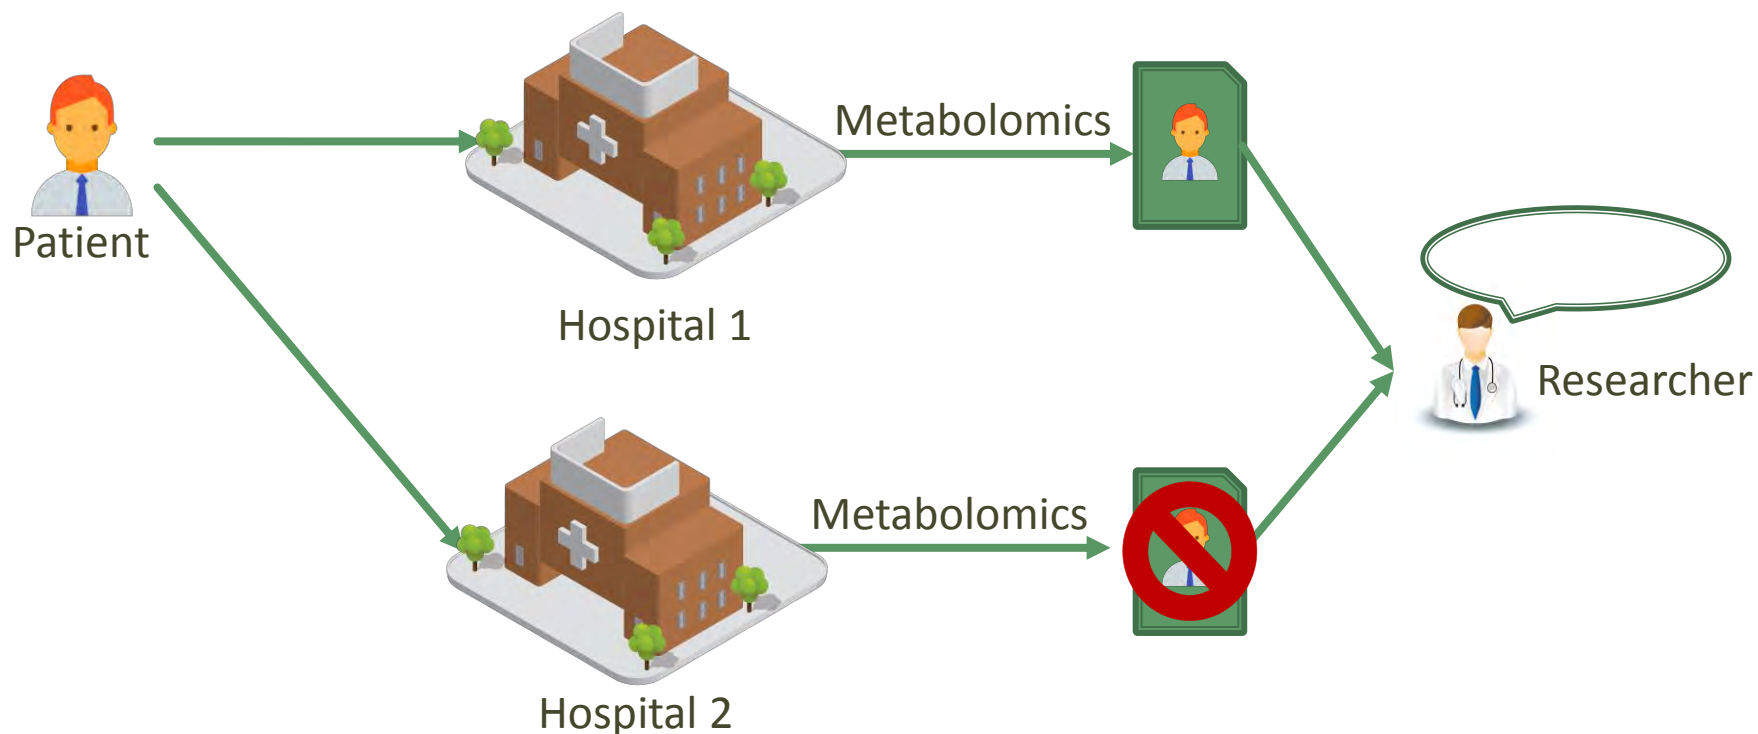 Patient
Hospital 1
Metabolomics
Researcher
Metabolomics
Hospital 2